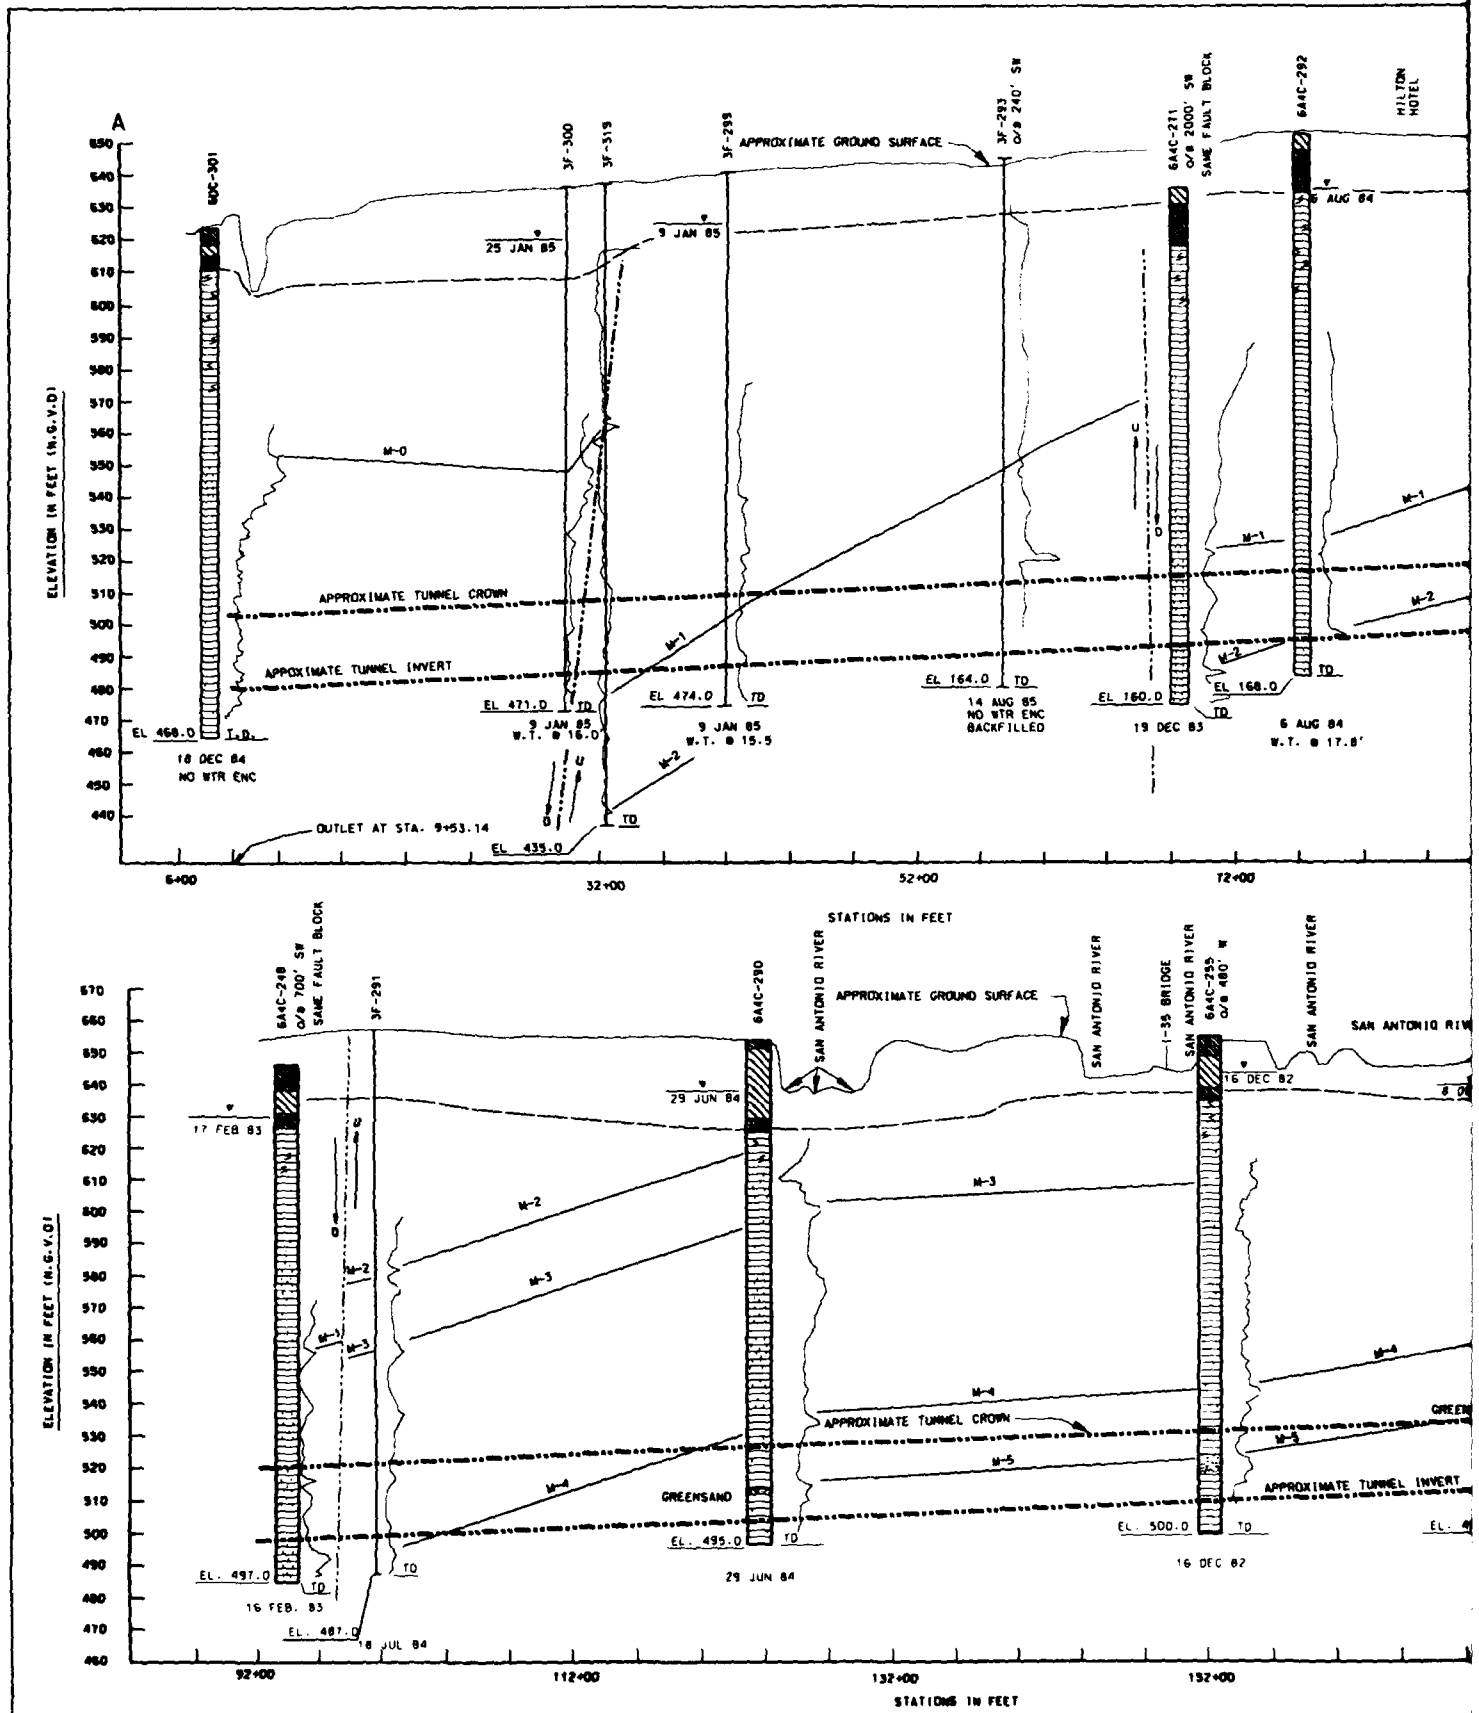 A
6DC-301
3F-300
3F-319
3F-299
APPROXIMATE GROUND SURFACE
3F-293
O/S 240' SW
6A4C-271
O/S 2000' SW
SAME FAULT BLOCK
6A4C-292
HILTON
HOTEL
ELEVATION IN FEET (N.G.V.D)
650
640
630
620
610
600
590
580
570
560
550
540
530
520
510
500
490
480
470
460
450
440
25 JAN 85
9 JAN 85
6 AUG 84
M-0
M-1
M-1
M-1
M-2
M-2
M-2
U
D
APPROXIMATE TUNNEL CROWN
APPOXIMATE TUNNEL INVERT
EL 468.0
T.D.
18 DEC 84
NO WTR ENC
EL 471.0
TD
9 JAN 85
W.T. @ 16.0'
U
D
EL 435.0
TD
EL 474.0
TD
9 JAN 85
W.T. @ 15.5
EL 164.0
TD
14 AUG 85
NO WTR ENC
BACKFILLED
EL 160.0
TD
19 DEC 83
EL 168.0
TD
6 AUG 84
W.T. @ 17.8'
OUTLET AT STA. 9+53.14
6+00
32+00
52+00
72+00
STATIONS IN FEET
6A4C-248
O/S 700' SW
SAME FAULT BLOCK
3F-291
6A4C-290
SAN ANTONIO RIVER
APPROXIMATE GROUND SURFACE
SAN ANTONIO RIVER
I-35 BRIDGE
SAN ANTONIO RIVER
6A4C-255
O/S 480' W
SAN ANTONIO RIVER
SAN ANTONIO RIV
ELEVATION IN FEET (N.G.V.D)
670
660
650
640
630
620
610
600
590
580
570
560
550
540
530
520
510
500
490
480
470
460
17 FEB 83
29 JUN 84
16 DEC 82
U
D
M-2
M-2
M-3
M-3
M-3
M-3
M-4
M-4
M-4
M-5
M-5
APPROXIMATE TUNNEL CROWN
GREEN
GREENSAND
APPROXIMATE TUNNEL INVERT
EL. 497.0
TD
16 FEB. 83
EL. 487.0
TD
18 JUL 84
EL. 495.0
TD
29 JUN 84
EL. 500.0
TD
16 DEC 82
EL.
92+00
112+00
132+00
152+00
STATIONS IN FEET